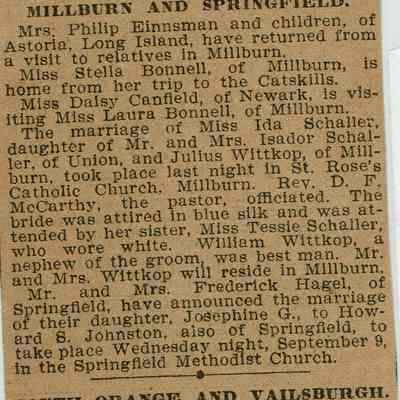 MILLBURN AND SPRINGFIELD.
Mrs. Philip Einnsman and children, of
Astoria, Long Island, have returned from
a visit to relatives in Millburn.
Miss Stella Bonnell, of Millburn, is
home from her trip to the Catskills.
Miss Daisy Canfield, of Newark, is vis-
iting Miss Laura Bonnell, of Millburn.
The marriage of Miss Ida Schaller,
daughter of Mr. and Mrs. Isador Schal-
ler, of Union, and Julius Wittkop, of Mill-
burn, took place last night in St. Rose's
Catholic Church, Millburn. Rev. D. F.
McCarthy, the pastor, officiated. The
bride was attired in blue silk and was at-
tended by her sister, Miss Tessie Schaller,
who wore white. William Wittkop, a
nephew of the groom, was best man. Mr.
and Mrs. Wittkop will reside in Millburn.
Mr. and Mrs. Frederick Hagel, of
Springfield, have announced the marriage
of their daughter, Josephine G., to How-
ard S. Johnston, also of Springfield, to
take place Wednesday night, September 9,
in the Springfield Methodist Church.
ORANGE AND VAILSBURGH.